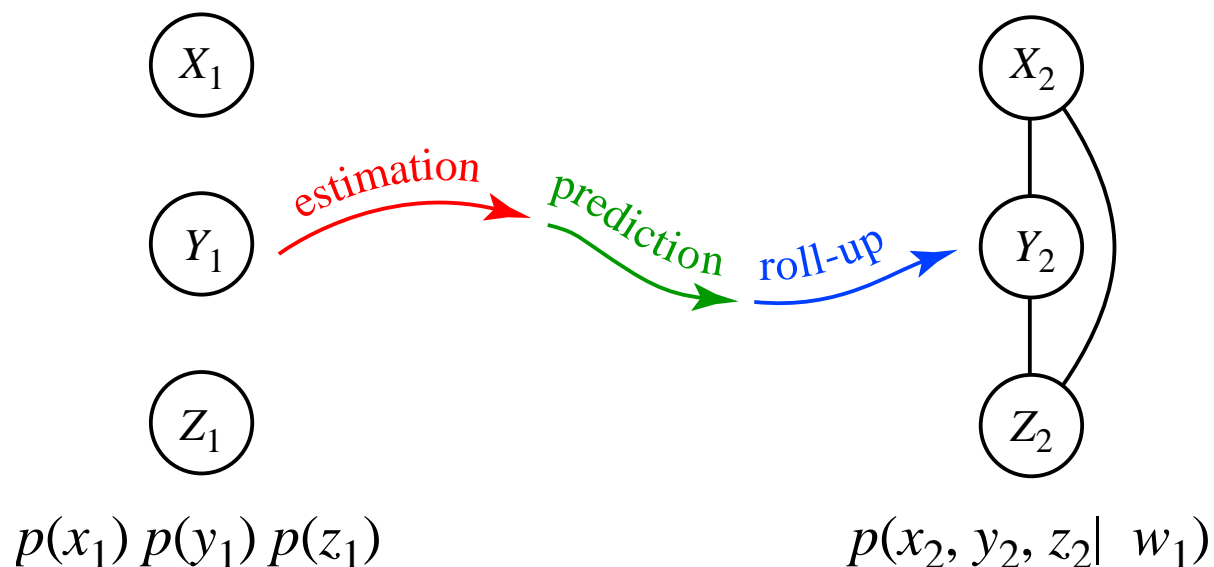 X₁
X₂
estimation
prediction
roll-up
Y₁
Y₂
Z₁
Z₂
p(x₁) p(y₁) p(z₁)
p(x₂, y₂, z₂| w₁)